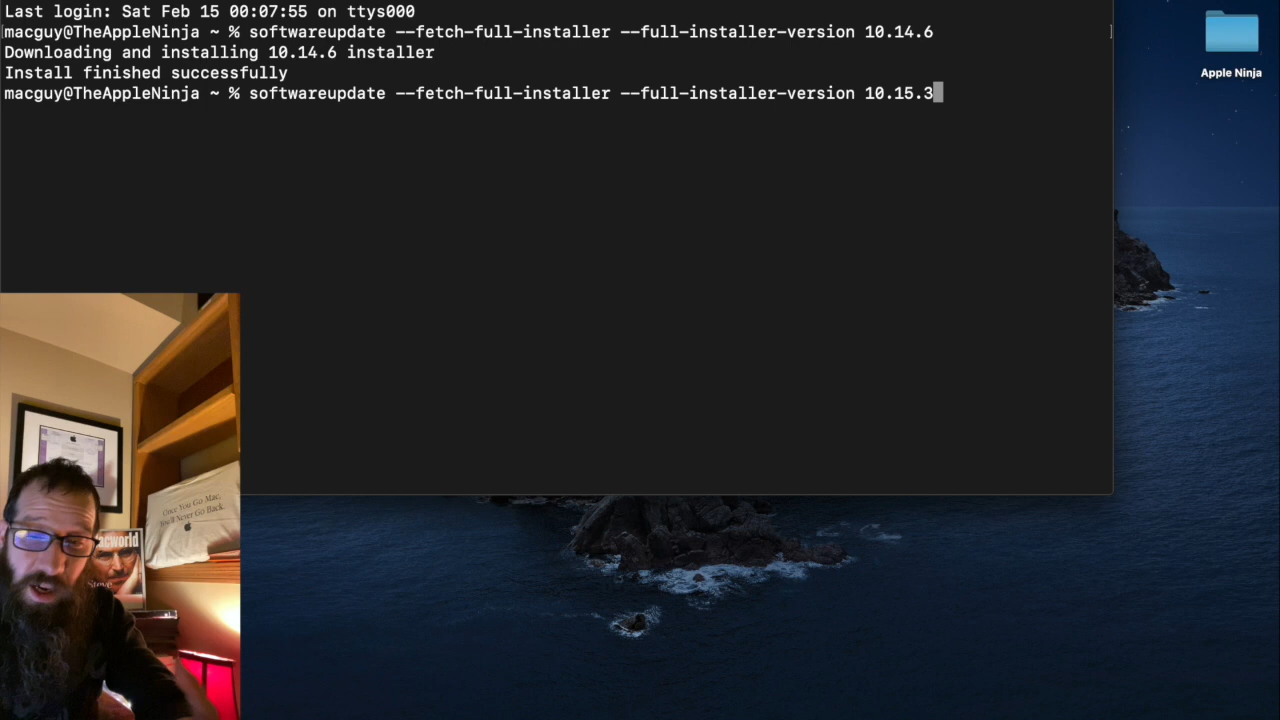 Last login: Sat Feb 15 00:07:55 on ttys000
macguy@TheAppleNinja ~ % softwareupdate --fetch-full-installer --full-installer-version 10.14.6
Downloading and installing 10.14.6 installer
Install finished successfully
macguy@TheAppleNinja ~ % softwareupdate --fetch-full-installer --full-installer-version 10.15.3
Apple Ninja
Once You Go Mac,
You'll Never Go Back.
acworld
Steve